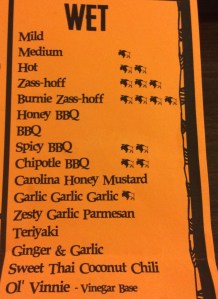 WET
Mild
Medium
Hot
Zass-hoff
Burnie Zass-hoff
Honey BBQ
BBQ
Spicy BBQ
Chipotle BBQ
Carolina Honey Mustard
Garlic Garlic Garlic
Zesty Garlic Parmesan
Teriyaki
Ginger & Garlic
Sweet Thai Coconut Chili
Ol' Vinnie - Vinegar Base